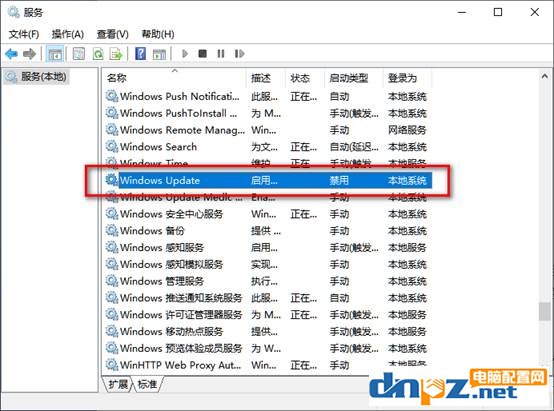 服务
文件(F) 操作(A) 查看(V) 帮助(H)
服务(本地)
名称 描述 状态 启动类型 登录为
Windows Push Notificati... 此服... 正在... 自动 本地系统
Windows PushToInstall ... 为 M... 手动(触发... 本地系统
Windows Remote Manag... Win... 手动 网络服务
Windows Search 为文... 正在... 自动(延迟... 本地系统
Windows Time 维护... 正在... 手动(触发... 本地服务
Windows Update 启用... 禁用 本地系统
Windows Update Medic ... Ena... 手动 本地系统
Windows 安全中心服务 Win... 正在... 手动 本地系统
Windows 备份 提供 ... 手动 本地系统
Windows 感知服务 启用... 手动(触发... 本地服务
Windows 感知模拟服务 实现... 手动 本地系统
Windows 管理服务 执行... 手动 本地系统
Windows 推送通知系统服务 此服... 正在... 自动 本地系统
Windows 许可证管理器服务 为 M... 正在... 手动(触发... 本地服务
Windows 移动热点服务 提供... 手动(触发... 本地服务
Windows 预览体验成员服务 为 W... 手动(触发... 本地系统
WinHTTP Web Proxy Aut... Win... 正在... 手动
扩展 标准
电脑配置网
dnpz.net